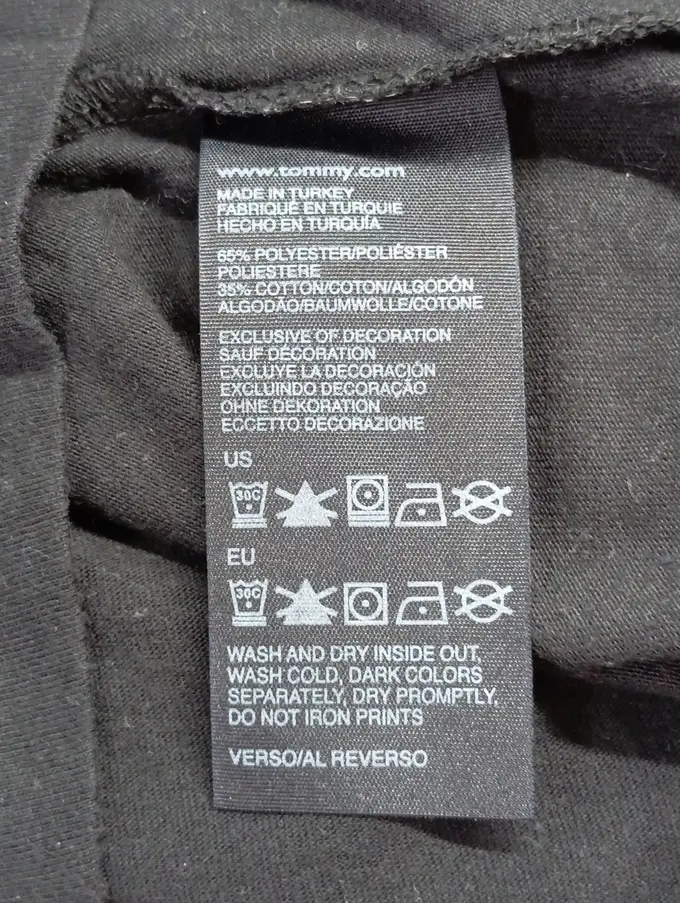 www.tommy.com
MADE IN TURKEY
FABRIQUÉ EN TURQUIE
HECHO EN TURQUÍA
65% POLYESTER/POLIÉSTER
POLIESTERE
35% COTTON/COTON/ALGODÓN
ALGODÃO/BAUMWOLLE/COTONE
EXCLUSIVE OF DECORATION
SAUF DÉCORATION
EXCLUYE LA DECORACIÓN
EXCLUINDO DECORAÇÃO
OHNE DEKORATION
ECCETTO DECORAZIONE
US
30C
EU
30C
WASH AND DRY INSIDE OUT,
WASH COLD, DARK COLORS
SEPARATELY, DRY PROMPTLY,
DO NOT IRON PRINTS
VERSO/AL REVERSO